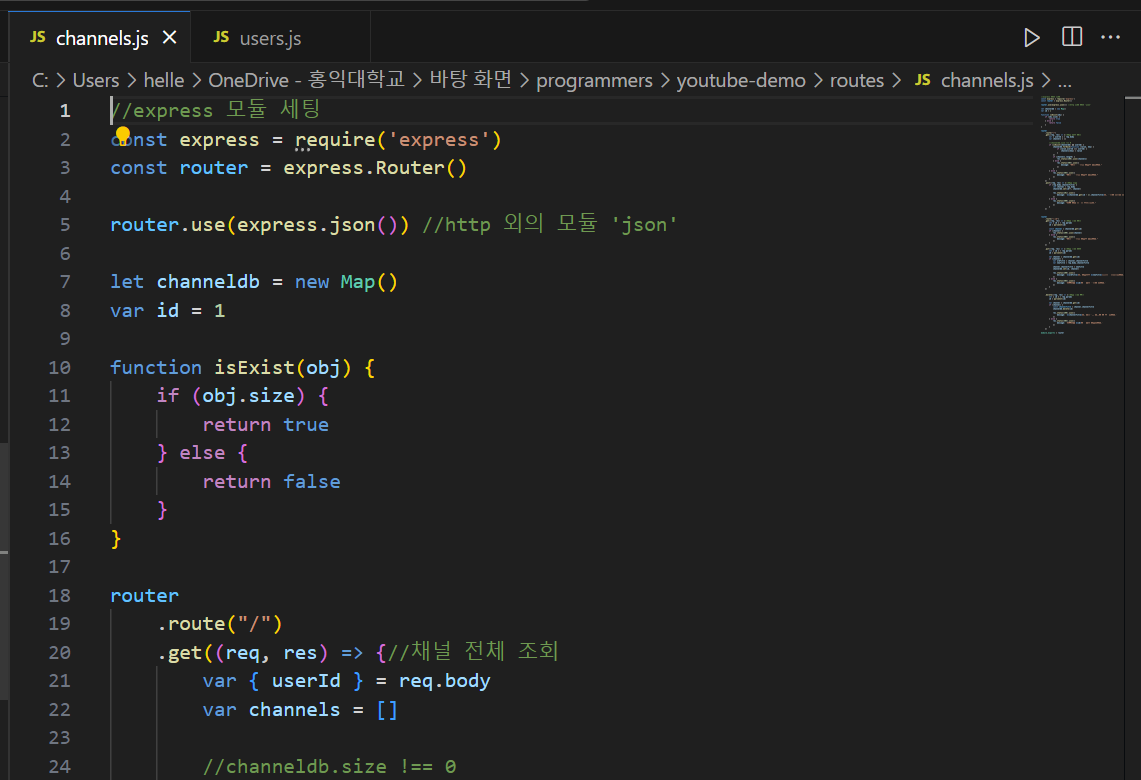 JS channels.js JS users.js
C: > Users > helle > OneDrive - 홍익대학교 > 바탕 화면 > programmers > youtube-demo > routes > JS channels.js > ...
1 //express 모듈 세팅
2 const express = require('express')
3 const router = express.Router()
4
5 router.use(express.json()) //http 외의 모듈 'json'
6
7 let channeldb = new Map()
8 var id = 1
9
10 function isExist(obj) {
11     if (obj.size) {
12         return true
13     } else {
14         return false
15     }
16 }
17
18 router
19     .route("/")
20     .get((req, res) => {//채널 전체 조회
21         var { userId } = req.body
22         var channels = []
23
24         //channeldb.size !== 0